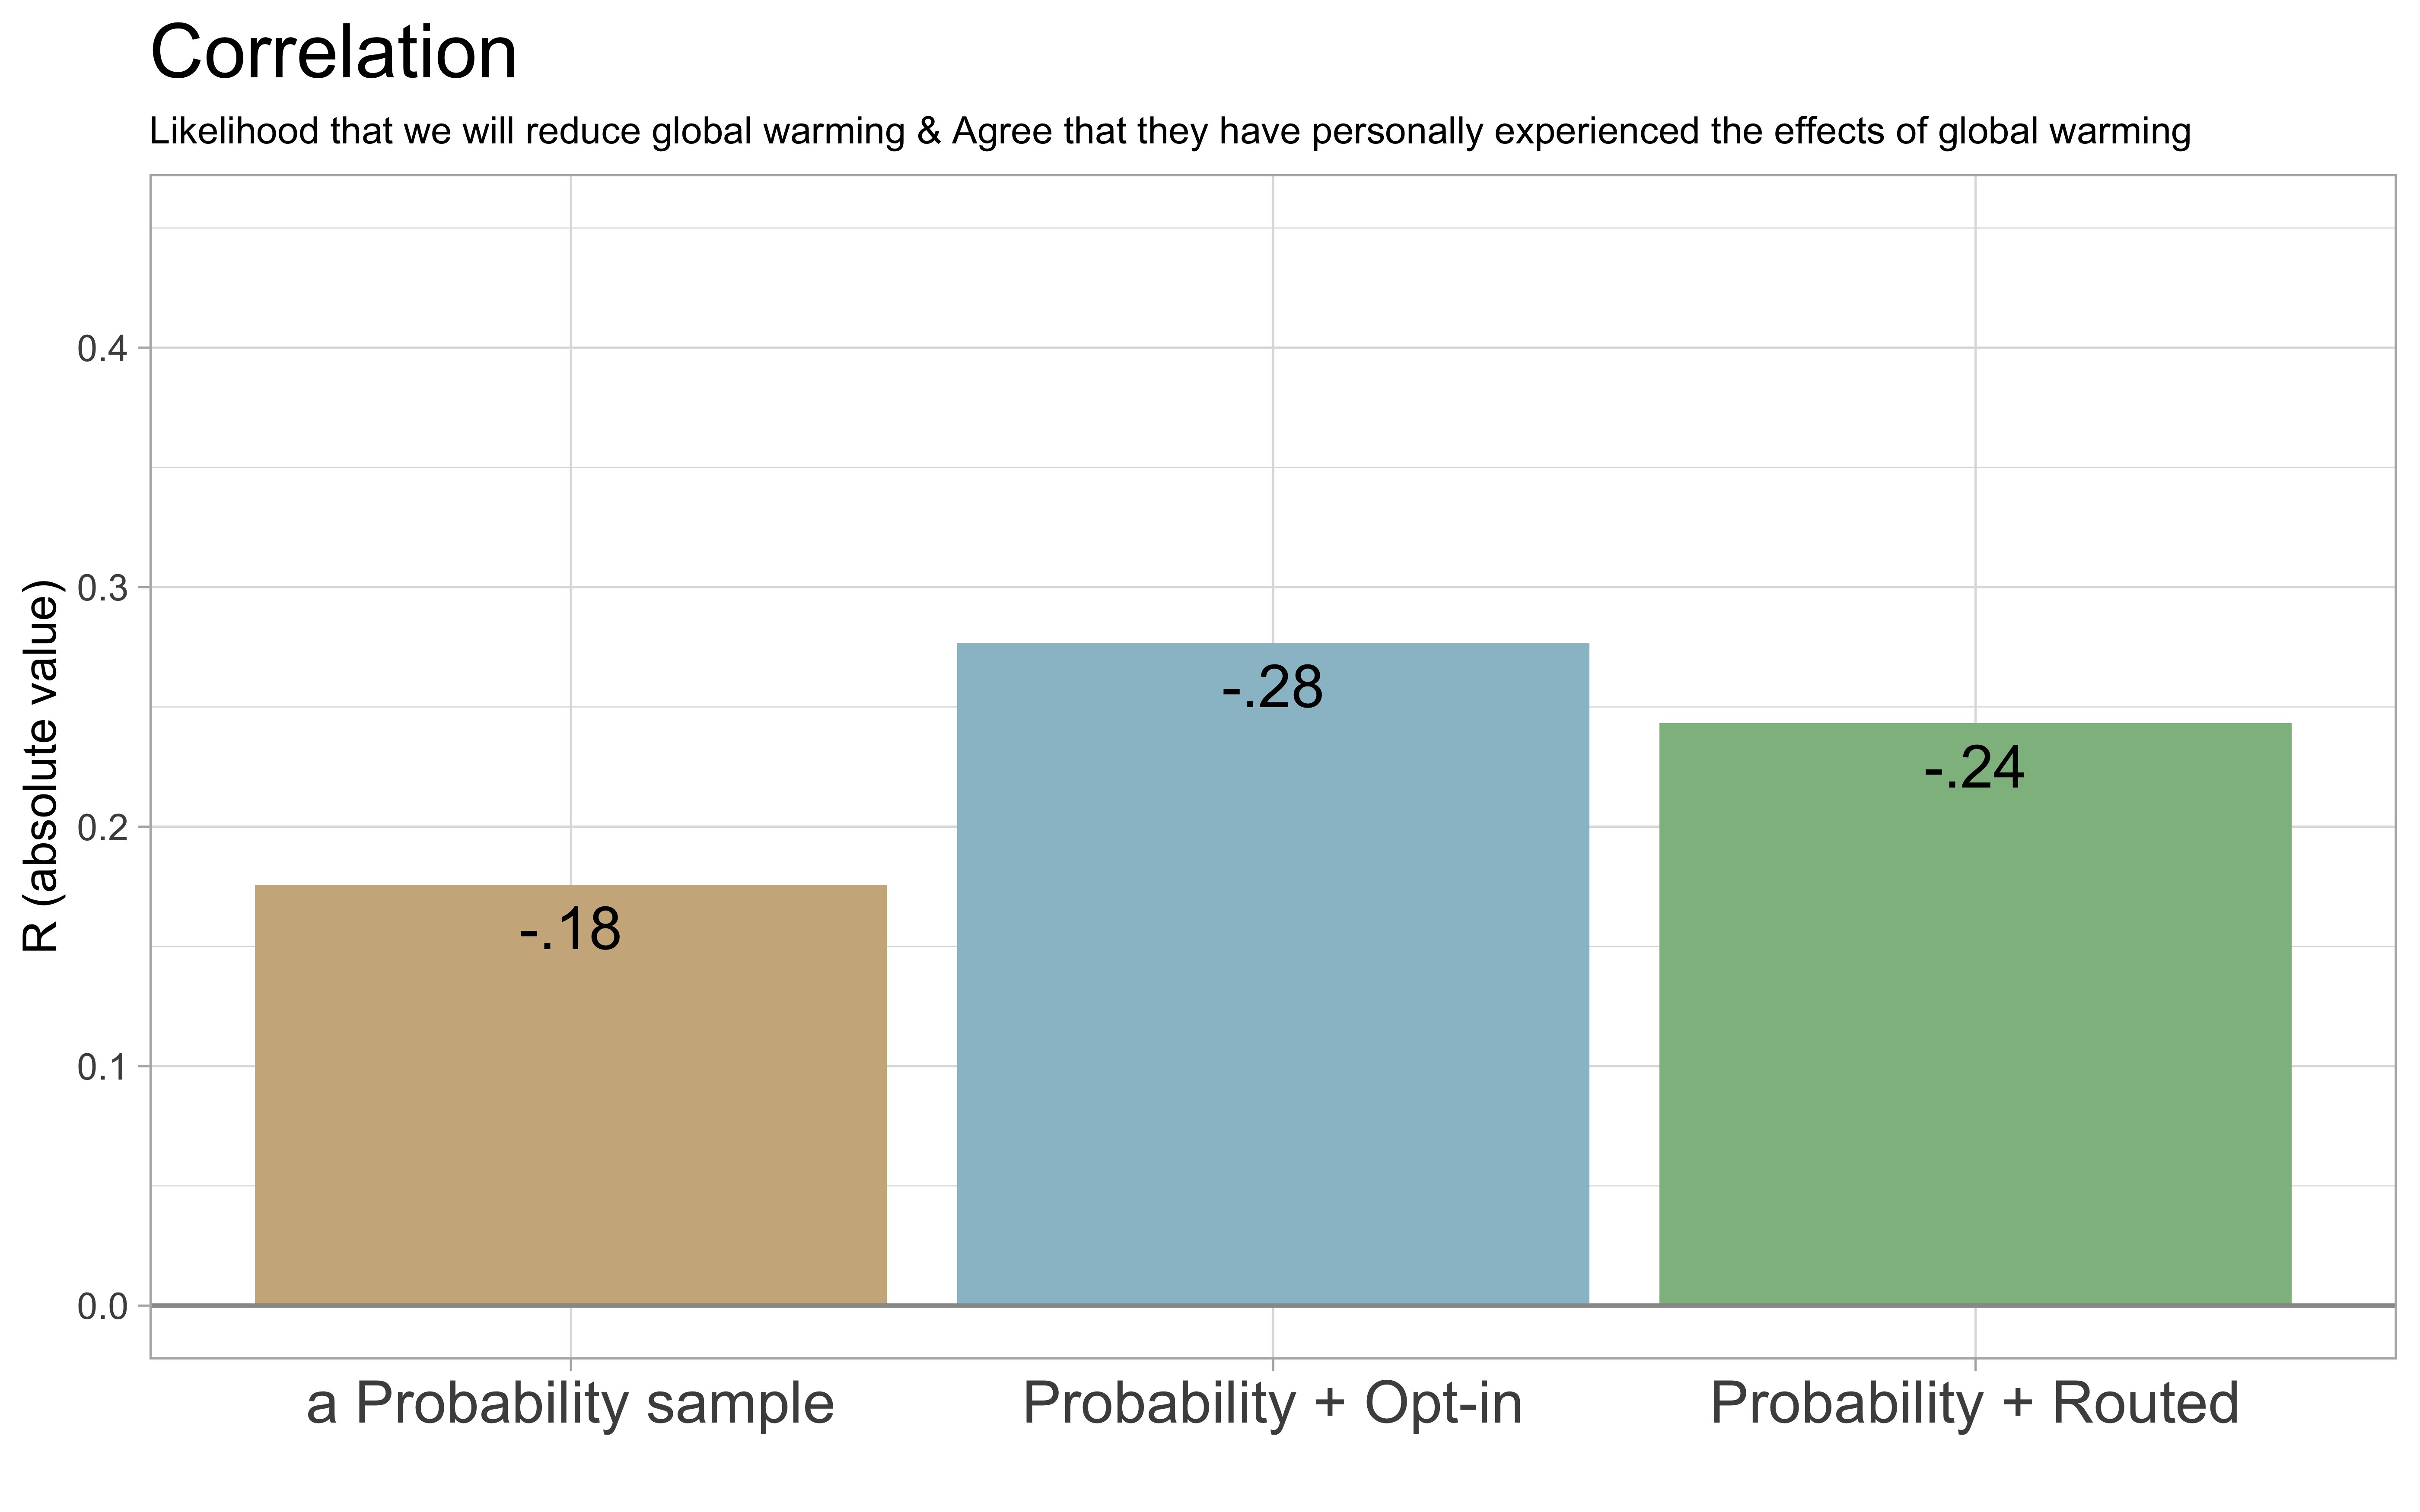 Correlation
Likelihood that we will reduce global warming & Agree that they have personally experienced the effects of global warming
R (absolute value)
0.4
0.3
0.2
0.1
0.0
-.18
-.28
-.24
a Probability sample
Probability + Opt-in
Probability + Routed